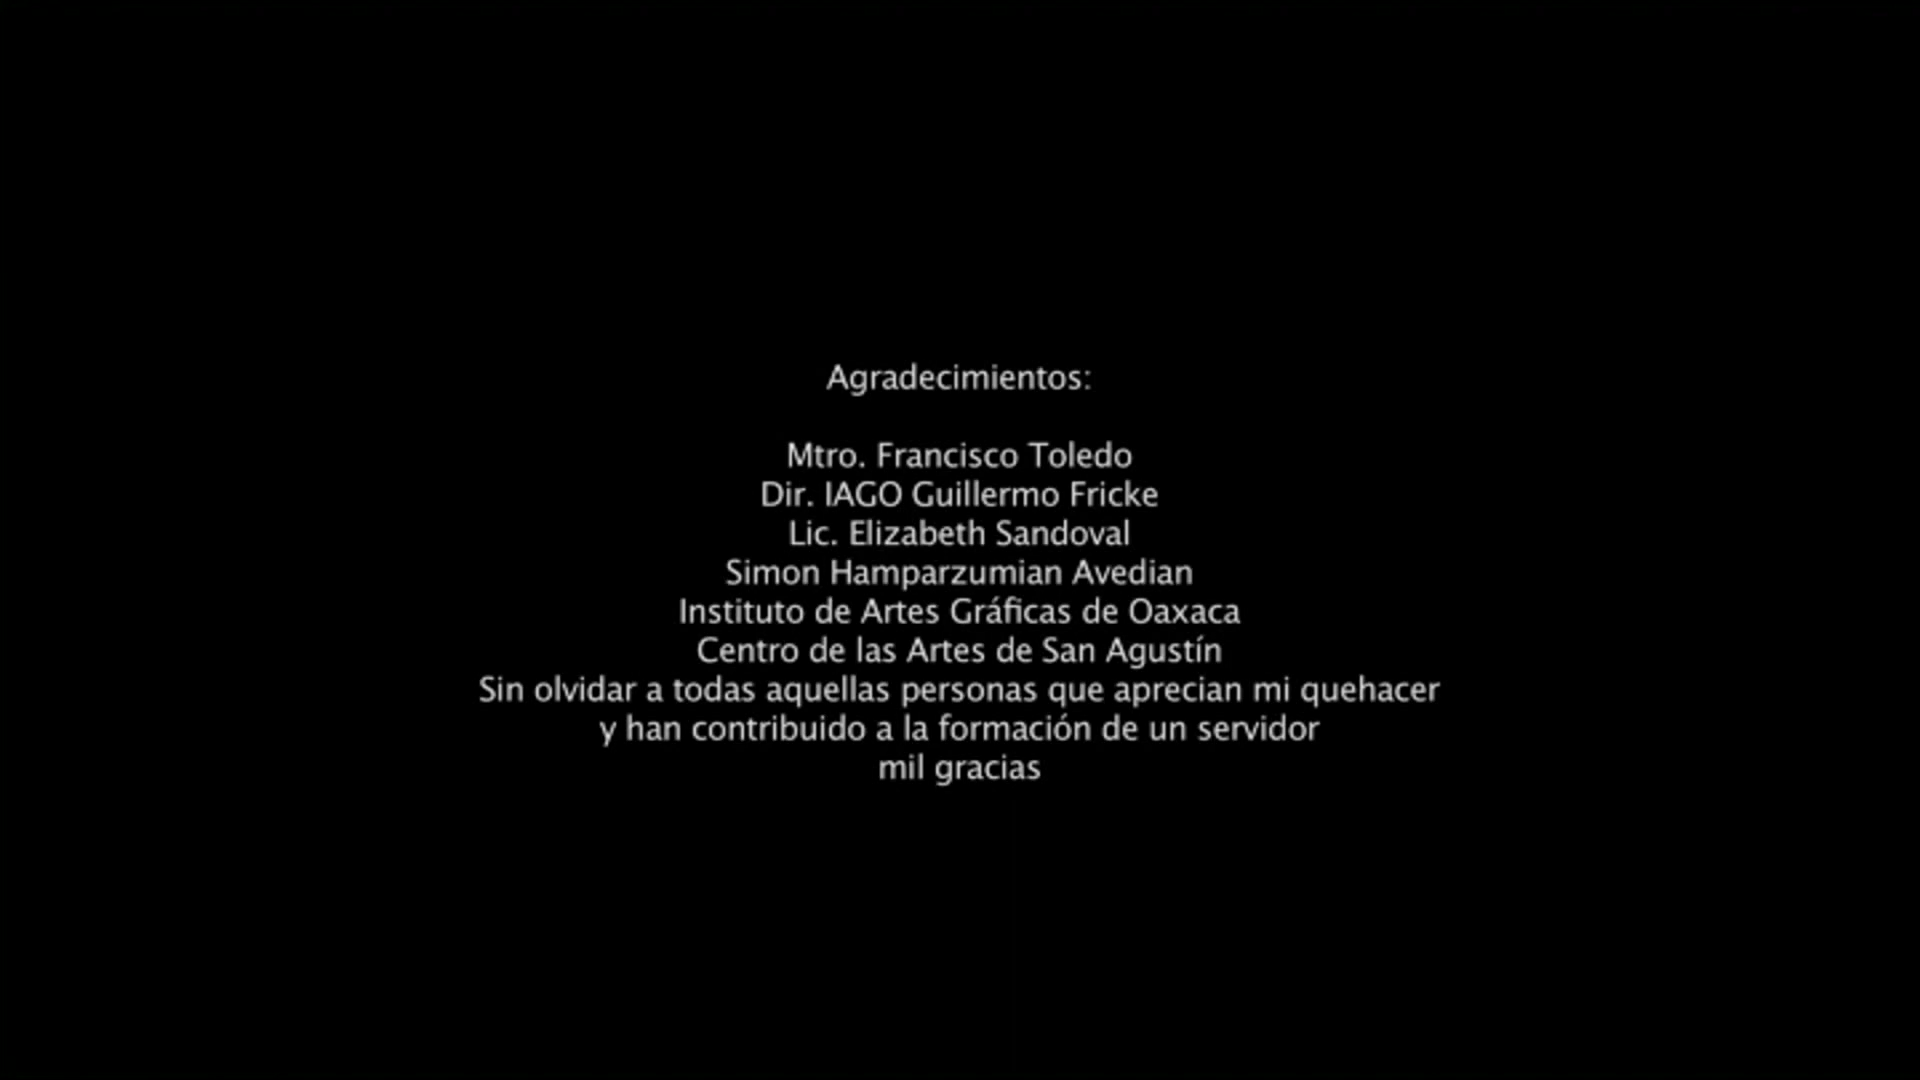 Agradecimientos:
Mtro. Francisco Toledo
Dir. IAGO Guillermo Fricke
Lic. Elizabeth Sandoval
Simon Hamparzumian Avedian
Instituto de Artes Gráficas de Oaxaca
Centro de las Artes de San Agustín
Sin olvidar a todas aquellas personas que aprecian mi quehacer
y han contribuido a la formación de un servidor
mil gracias